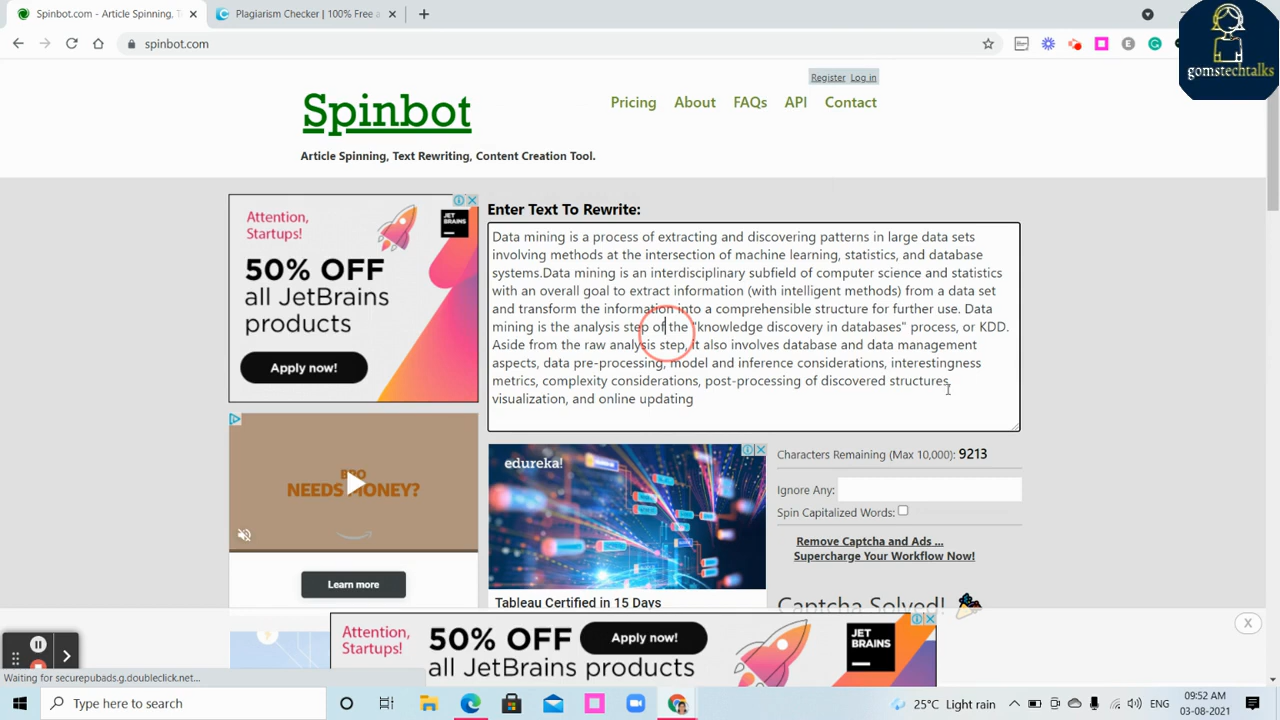 Spinbot.com - Article Spinning, T
Plagiarism Checker | 100% Free a
spinbot.com
gomstechtalks
Register Log in
Spinbot
Pricing About FAQs API Contact
Article Spinning, Text Rewriting, Content Creation Tool.
Attention,
Startups!
JET
BRAINS
50% OFF
all JetBrains
products
Apply now!
Enter Text To Rewrite:
Data mining is a process of extracting and discovering patterns in large data sets
involving methods at the intersection of machine learning, statistics, and database
systems.Data mining is an interdisciplinary subfield of computer science and statistics
with an overall goal to extract information (with intelligent methods) from a data set
and transform the information into a comprehensible structure for further use. Data
mining is the analysis step of the "knowledge discovery in databases" process, or KDD.
Aside from the raw analysis step, it also involves database and data management
aspects, data pre-processing, model and inference considerations, interestingness
metrics, complexity considerations, post-processing of discovered structures,
visualization, and online updating
BRO
NEEDS MONEY?
Learn more
edureka!
Tableau Certified in 15 Days
Characters Remaining (Max 10,000): 9213
Ignore Any:
Spin Capitalized Words:
Remove Captcha and Ads ...
Supercharge Your Workflow Now!
Captcha Solved!
Attention,
Startups!
50% OFF
all JetBrains products
Apply now!
JET
BRAINS
X
Waiting for securepubads.g.doubleclick.net...
Type here to search
25°C Light rain
ENG
09:52 AM
03-08-2021